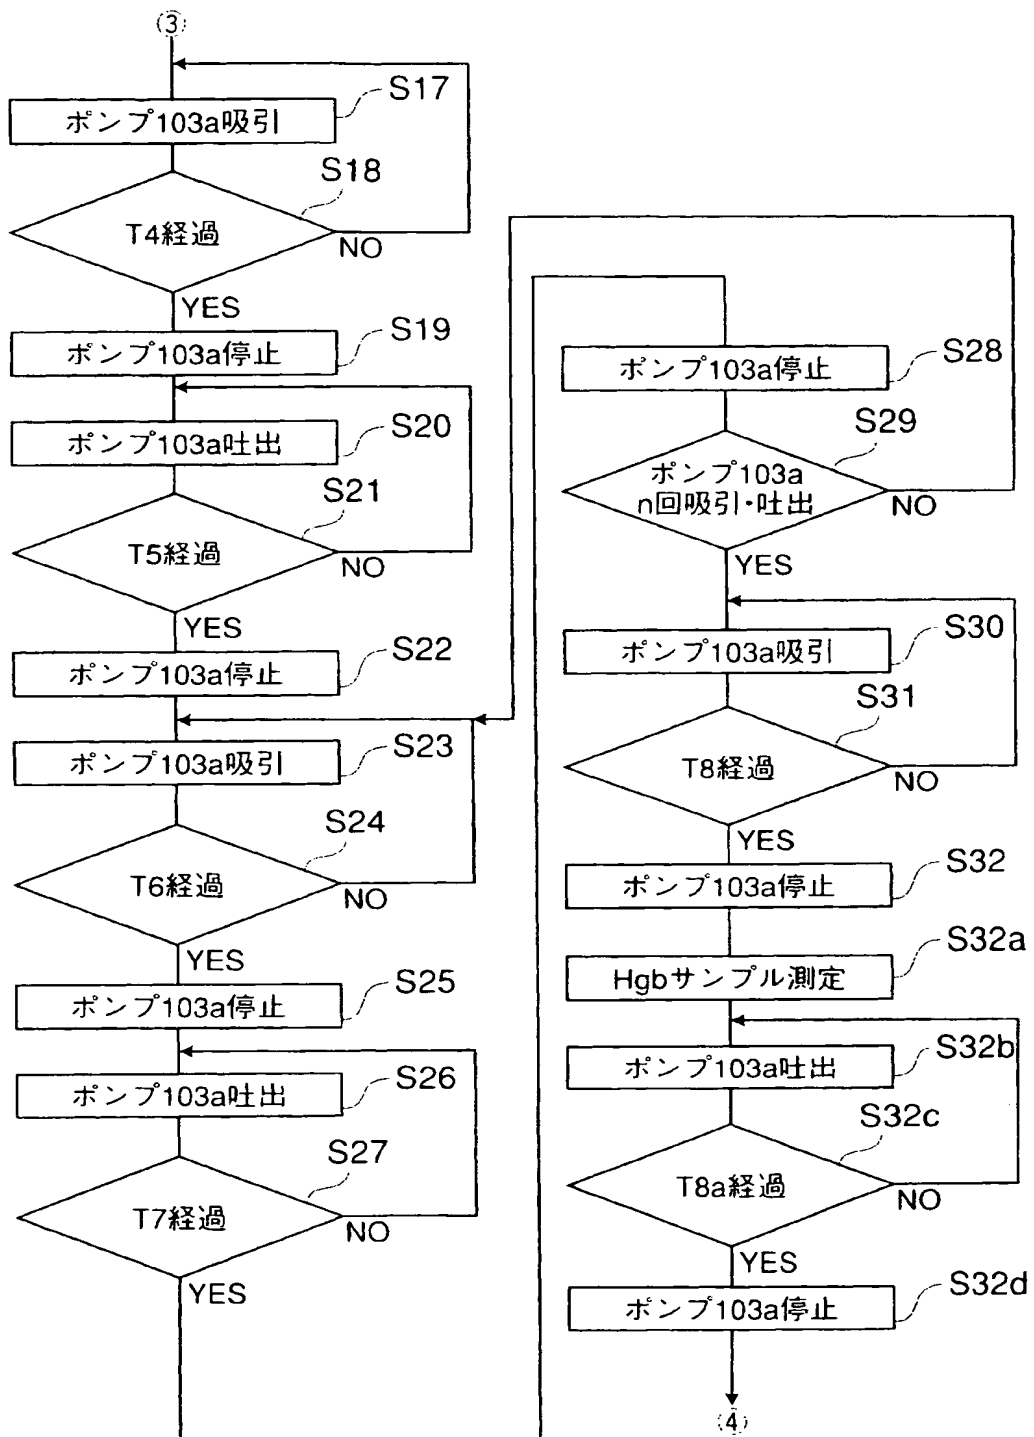 ③
S17
ポンプ103a吸引
S18
T4経過
NO
YES
S19
ポンプ103a停止
S20
ポンプ103a吐出
S21
T5経過
NO
YES
S22
ポンプ103a停止
S23
ポンプ103a吸引
S24
T6経過
NO
YES
S25
ポンプ103a停止
S26
ポンプ103a吐出
S27
T7経過
NO
YES
S28
ポンプ103a停止
S29
ポンプ103a
n回吸引・吐出
NO
YES
S30
ポンプ103a吸引
S31
T8経過
NO
YES
S32
ポンプ103a停止
S32a
Hgbサンプル測定
S32b
ポンプ103a吐出
S32c
T8a経過
NO
YES
S32d
ポンプ103a停止
④